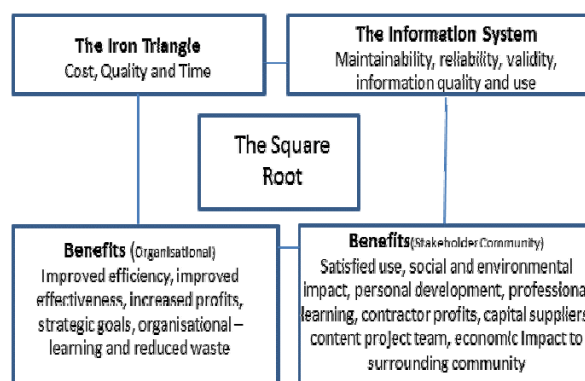 The Iron Triangle
Cost, Quality and Time
The Information System
Maintainability, reliability, validity,
information quality and use
The Square
Root
Benefits (Organisational)
Improved efficiency, improved
effectiveness, increased profits,
strategic goals, organisational –
learning and reduced waste
Benefits(Stakeholder Community)
Satisfied use, social and environmental
impact, personal development, professional
learning, contractor profits, capital suppliers,
content project team, economic impact to
surrounding community